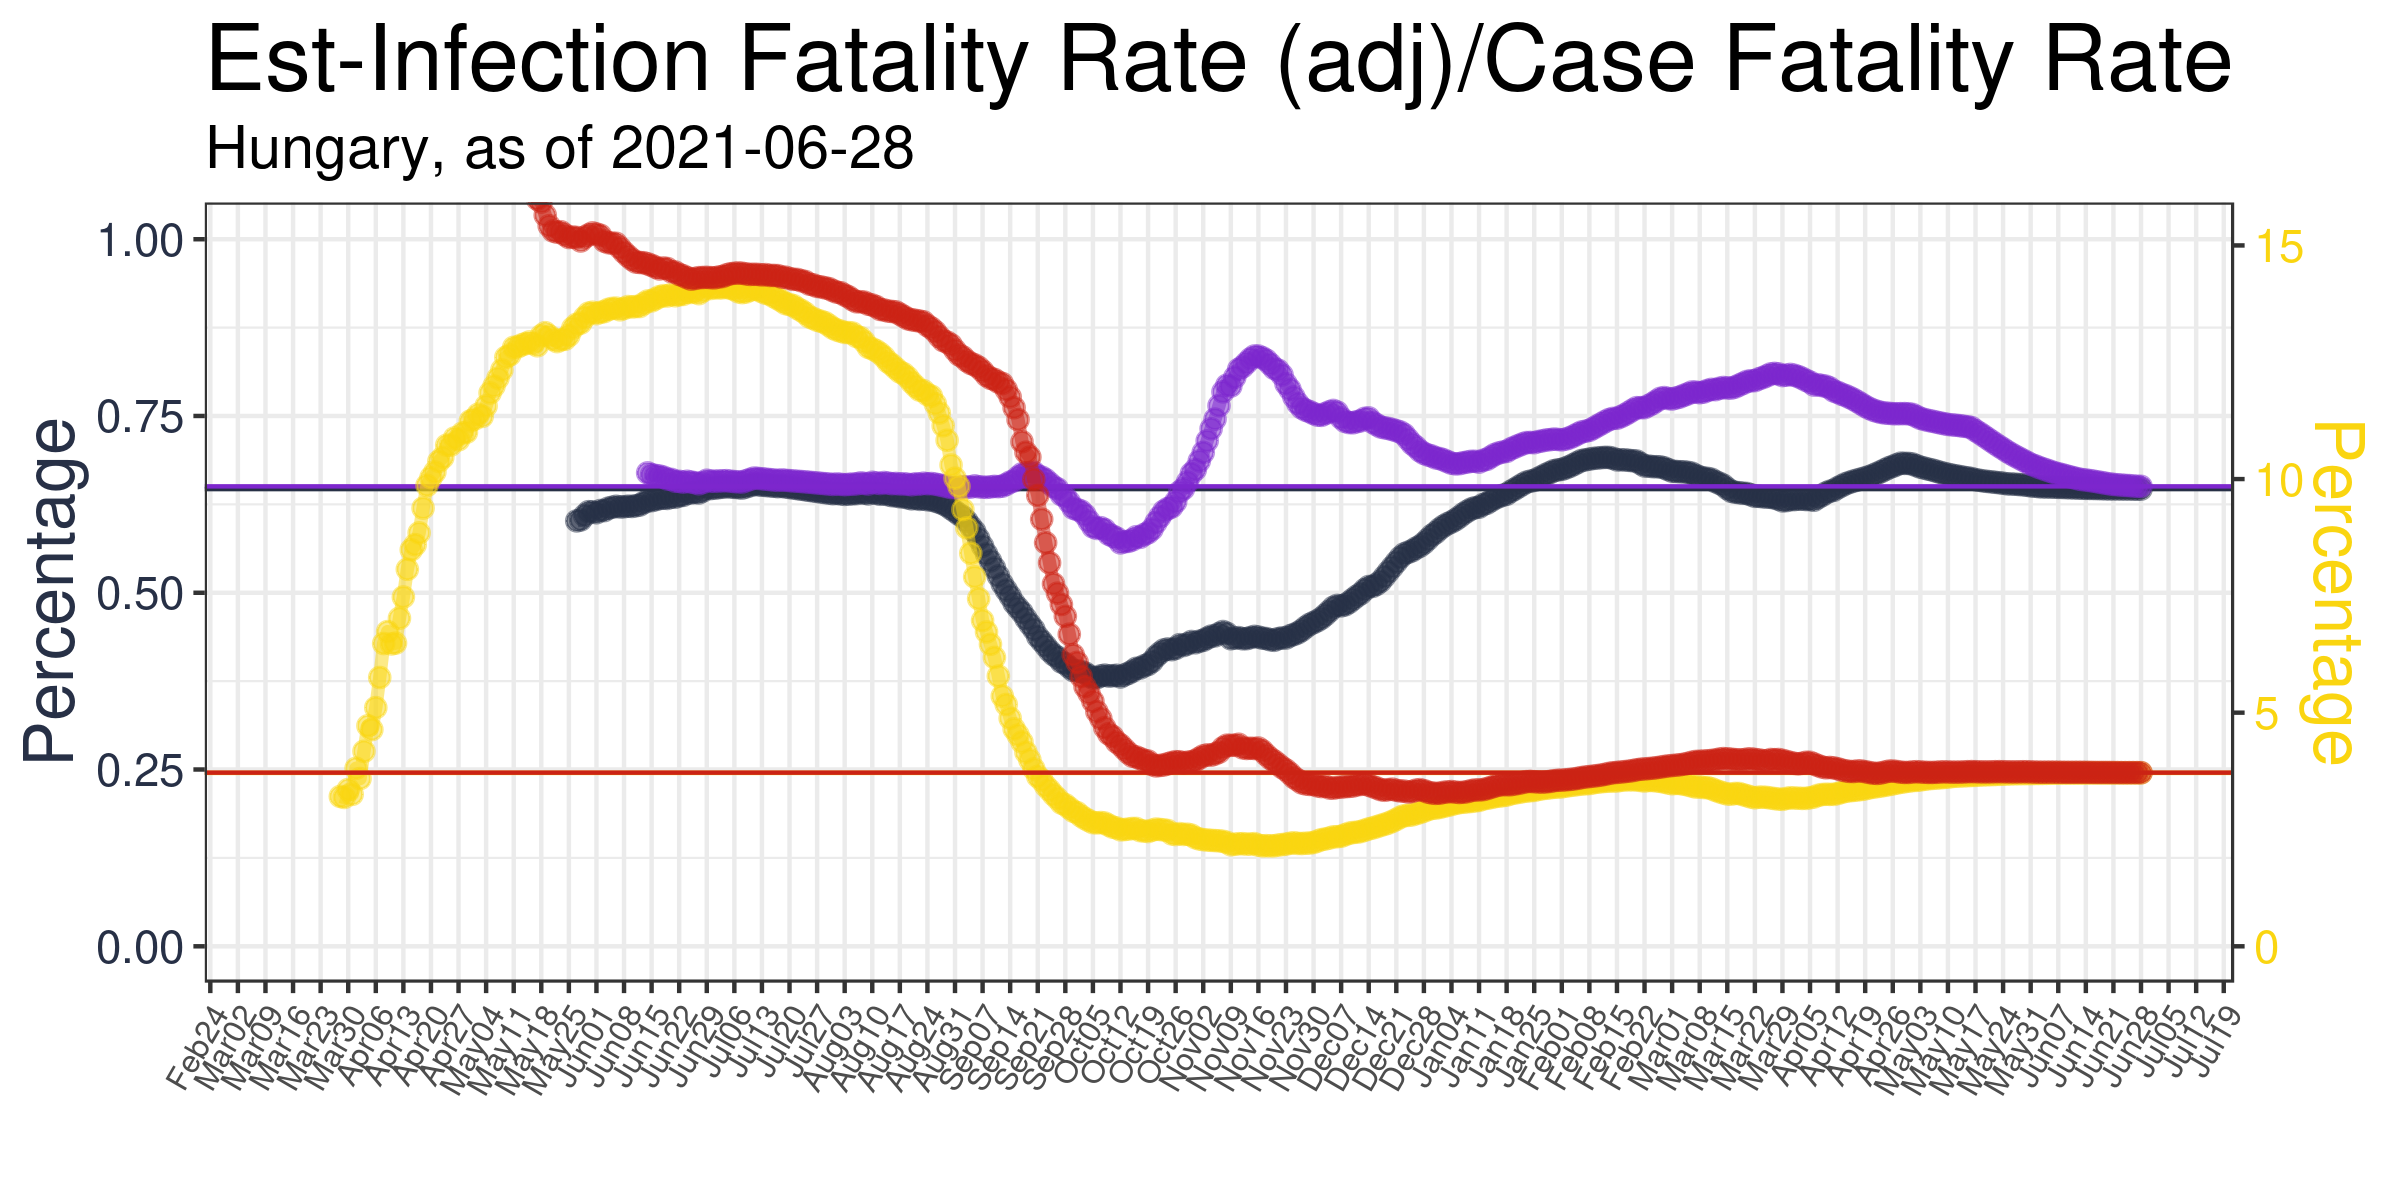 Est-Infection Fatality Rate (adj)/Case Fatality Rate
Hungary, as of 2021-06-28
Percentage
1.00
0.75
0.50
0.25
0.00
15
10
5
0
Percentage
Feb24
Mar02
Mar09
Mar16
Mar23
Mar30
Apr06
Apr13
Apr20
Apr27
May04
May11
May18
May25
Jun01
Jun08
Jun15
Jun22
Jun29
Jul06
Jul13
Jul20
Jul27
Aug03
Aug10
Aug17
Aug24
Aug31
Sep07
Sep14
Sep21
Sep28
Oct05
Oct12
Oct19
Oct26
Nov02
Nov09
Nov16
Nov23
Nov30
Dec07
Dec14
Dec21
Dec28
Jan04
Jan11
Jan18
Jan25
Feb01
Feb08
Feb15
Feb22
Mar01
Mar08
Mar15
Mar22
Mar29
Apr05
Apr12
Apr19
Apr26
May03
May10
May17
May24
May31
Jun07
Jun14
Jun21
Jun28
Jul05
Jul12
Jul19